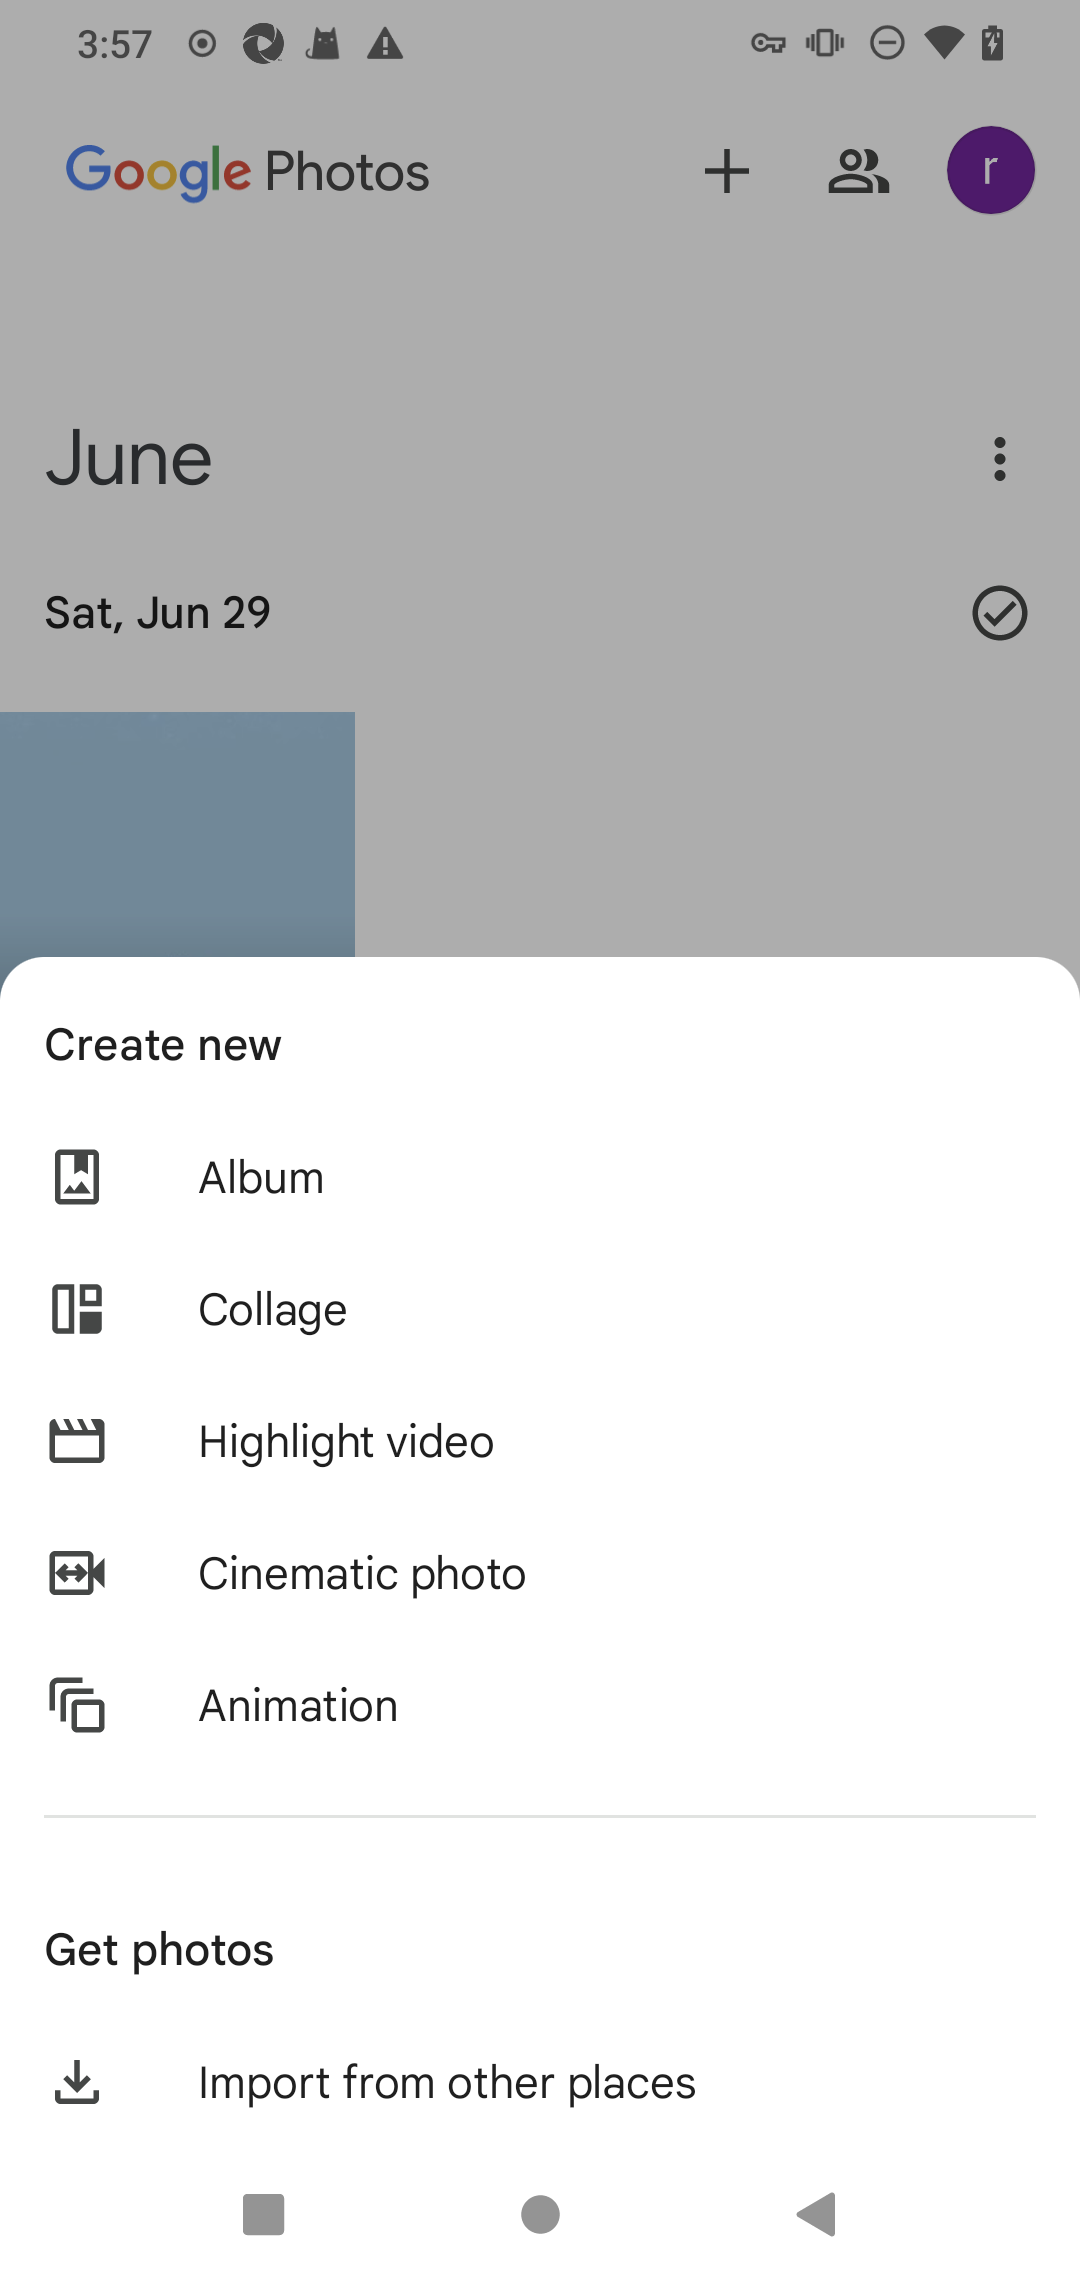 3:57
Google Photos
r
June
Sat, Jun 29
Create new
Album
Collage
Highlight video
Cinematic photo
Animation
Get photos
Import from other places